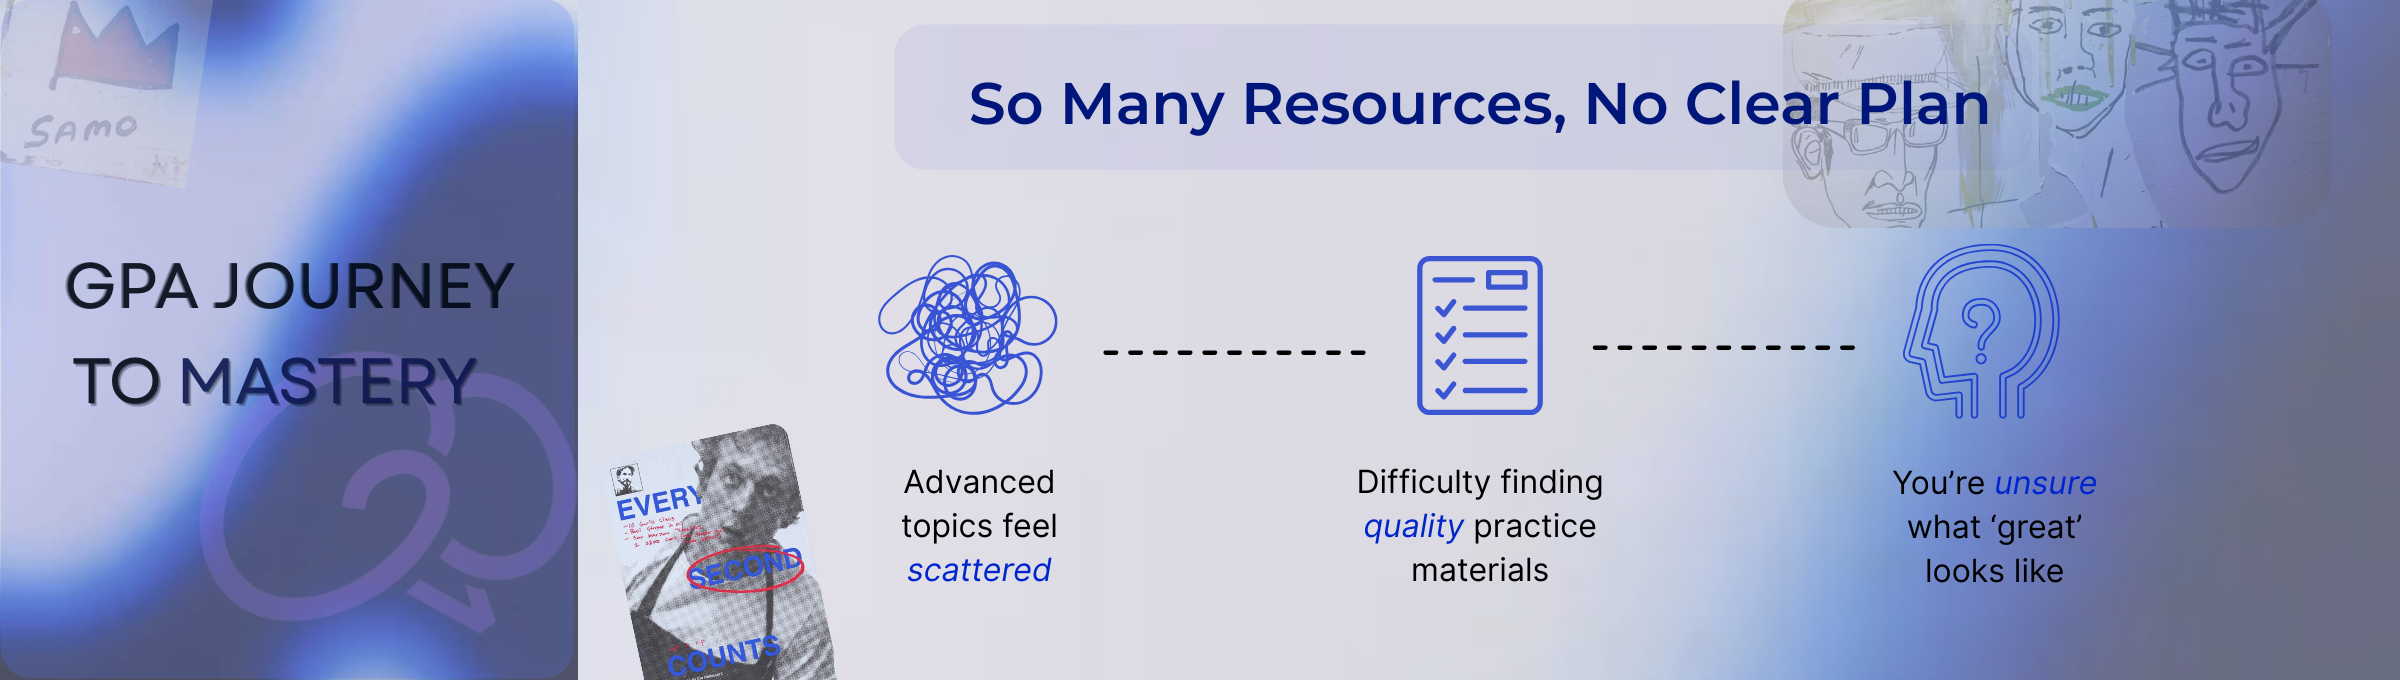 SAMO
NY
GPA JOURNEY
TO MASTERY
So Many Resources, No Clear Plan
EVERY
SECOND
COUNTS
Advanced
topics feel
scattered
Difficulty finding
quality practice
materials
You’re unsure
what ‘great’
looks like